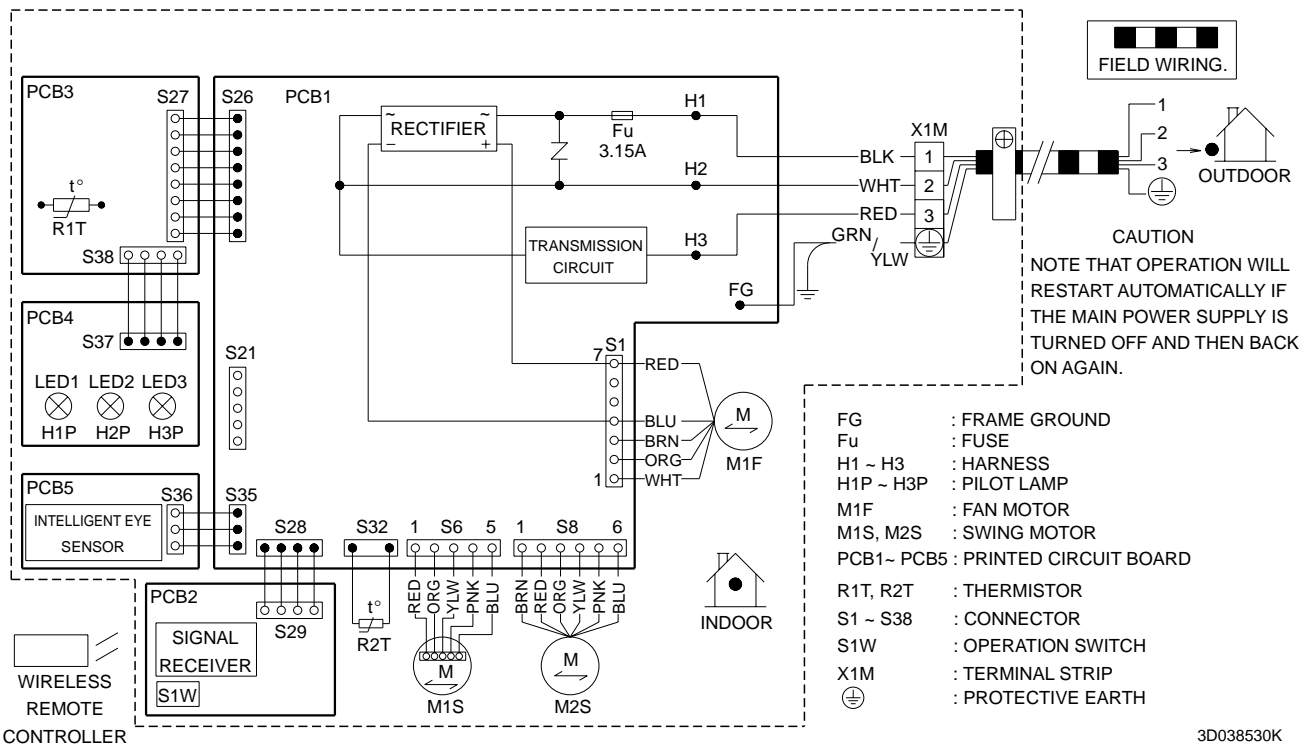 PCB3
S27
S26
PCB1
t°
R1T
S38
~
~
RECTIFIER
−
+
Fu
3.15A
H1
H2
H3
TRANSMISSION
CIRCUIT
FG
X1M
BLK
1
WHT
2
RED
3
GRN
/
YLW
FIELD WIRING.
1
2
3
OUTDOOR
CAUTION
NOTE THAT OPERATION WILL
RESTART AUTOMATICALLY IF
THE MAIN POWER SUPPLY IS
TURNED OFF AND THEN BACK
ON AGAIN.
PCB4
S37
LED1 LED2 LED3
H1P H2P H3P
S21
S1
7
RED
BLU
BRN
ORG
1
WHT
M
M1F
PCB5
S36
S35
INTELLIGENT EYE
SENSOR
S28
S32
1 S6 5
1 S8 6
RED
ORG
YLW
PNK
BLU
BRN
RED
ORG
YLW
PNK
BLU
PCB2
S29
SIGNAL
RECEIVER
S1W
t°
R2T
M
M1S
M
M2S
INDOOR
WIRELESS
REMOTE
CONTROLLER
FG : FRAME GROUND
Fu : FUSE
H1 ~ H3 : HARNESS
H1P ~ H3P : PILOT LAMP
M1F : FAN MOTOR
M1S, M2S : SWING MOTOR
PCB1~ PCB5 : PRINTED CIRCUIT BOARD
R1T, R2T : THERMISTOR
S1 ~ S38 : CONNECTOR
S1W : OPERATION SWITCH
X1M : TERMINAL STRIP
: PROTECTIVE EARTH
3D038530K